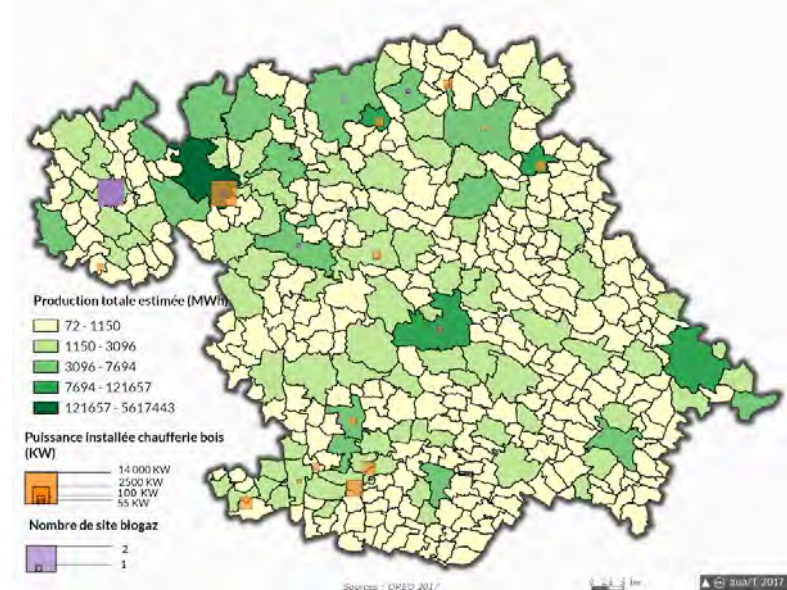 Production totale estimée (MWh)
72 - 1150
1150 - 3096
3096 - 7694
7694 - 121657
121657 - 5617443
Puissance installée chaufferie bois
(KW)
14 000 KW
2500 KW
100 KW
55 KW
Nombre de site biogaz
2
1
Sources : OREO 2017
km
aua/T 2017